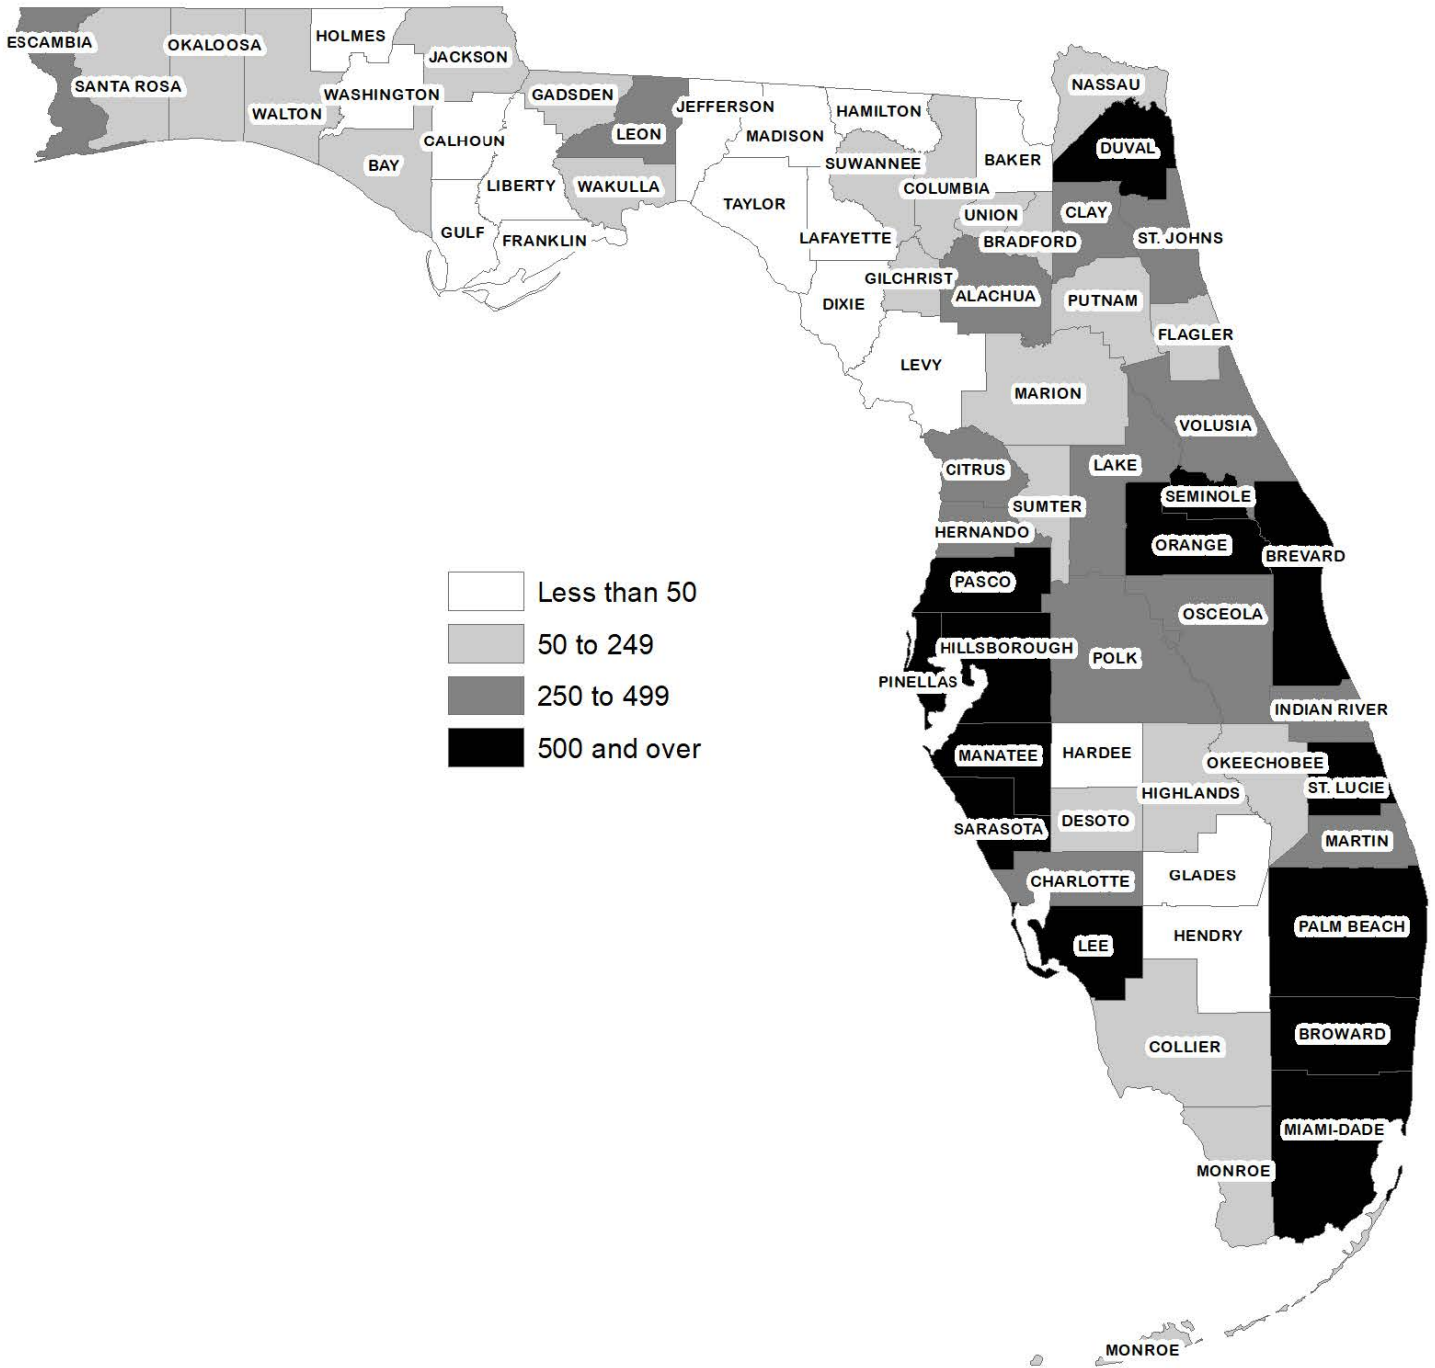 HOLMES
ESCAMBIA
OKALOOSA
JACKSON
SANTA ROSA
WASHINGTON
GADSDEN
NASSAU
WALTON
JEFFERSON
HAMILTON
LEON
MADISON
CALHOUN
DUVAL
BAY
SUWANNEE
BAKER
LIBERTY
WAKULLA
COLUMBIA
TAYLOR
UNION
CLAY
GULF
FRANKLIN
LAFAYETTE
BRADFORD
ST. JOHNS
GILCHRIST
ALACHUA
DIXIE
PUTNAM
FLAGLER
LEVY
MARION
VOLUSIA
CITRUS
LAKE
SEMINOLE
SUMTER
HERNANDO
ORANGE
BREVARD
PASCO
Less than 50
OSCEOLA
50 to 249
HILLSBOROUGH
POLK
PINELLAS
250 to 499
INDIAN RIVER
500 and over
MANATEE
HARDEE
OKEECHOBEE
HIGHLANDS
ST. LUCIE
SARASOTA
DESOTO
MARTIN
CHARLOTTE
GLADES
PALM BEACH
LEE
HENDRY
BROWARD
COLLIER
MIAMI-DADE
MONROE
MONROE